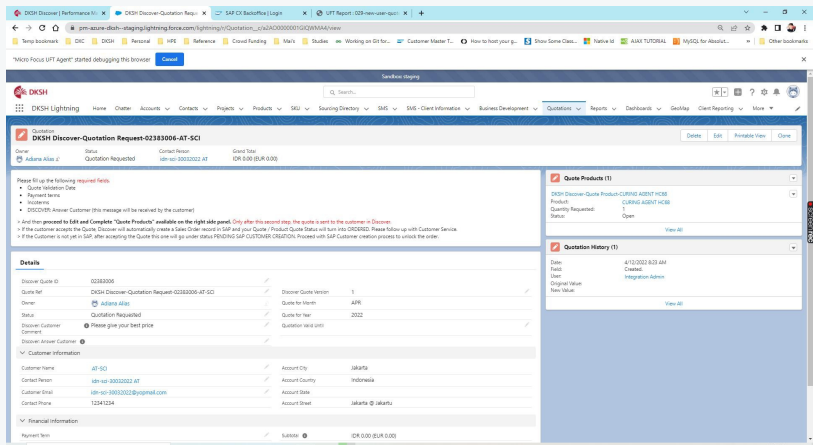 DKSH Discover | Performance Mo
DKSH Discover-Quotation Reque
SAP CX Backoffice | Login
UFT Report : 029-new-user-quot
pm-azure-dksh--staging.lightning.force.com/lightning/r/Quotation__c/a2AO0000001GIQWMA4/view
Temp bookmark DKC DKSH Personal HPE Reference Crowd Funding Mai's Studies Working on Git for... Customer Master T... How to host your g... Show Some Class... Native Id AJAX TUTORIAL MySQL for Absolut... » Other bookmarks
"Micro Focus UFT Agent" started debugging this browser Cancel
Sandbox: staging
DKSH
Search...
DKSH Lightning Home Chatter Accounts Contacts Projects Products SKU Sourcing Directory SMS SMS - Client Information Business Development Quotations Reports Dashboards GeoMap Client Reporting More
Quotation
DKSH Discover-Quotation Request-02383006-AT-SCI
Delete Edit Printable View Clone
Owner Status Contact Person Grand Total
Adiana Alias Quotation Requested idn-sci-30032022 AT IDR 0.00 (EUR 0.00)
Please fill up the following required fields.
• Quote Validation Date
• Payment terms
• Incoterms
• DISCOVER: Answer Customer (this message will be received by the customer)
> And then proceed to Edit and Complete "Quote Products" available on the right side panel. Only after this second step, the quote is sent to the customer in Discover.
> If the customer accepts the Quote, Discover will automatically create a Sales Order record in SAP and your Quote / Product Quote Status will turn into ORDERED. Please follow up with Customer Service.
> If the Customer is not yet in SAP, after accepting the Quote this one will go under status PENDING SAP CUSTOMER CREATION. Proceed with SAP Customer creation process to unlock the order.
Quote Products (1)
DKSH Discover-Quote Product-CURING AGENT HC68
Product: CURING AGENT HC68
Quantity Requested: 1
Status: Open
View All
Quotation History (1)
Date: 4/12/2022 8:23 AM
Field: Created.
User: Integration Admin
Original Value:
New Value:
View All
Details
Discover Quote ID 02383006
Quote Ref DKSH Discover-Quotation Request-02383006-AT-SCI Discover Quote Version 1
Owner Adiana Alias Quote for Month APR
Status Quotation Requested Quote for Year 2022
Discover: Customer Comment Please give your best price Quotation Valid Until
Discover: Answer Customer
Customer Information
Customer Name AT-SCI Account City Jakarta
Contact Person idn-sci-30032022 AT Account Country Indonesia
Customer Email idn-sci-30032022@yopmail.com Account State
Contact Phone 12341234 Account Street Jakarta @ Jakartu
Financial Information
Payment Term Subtotal IDR 0.00 (EUR 0.00)